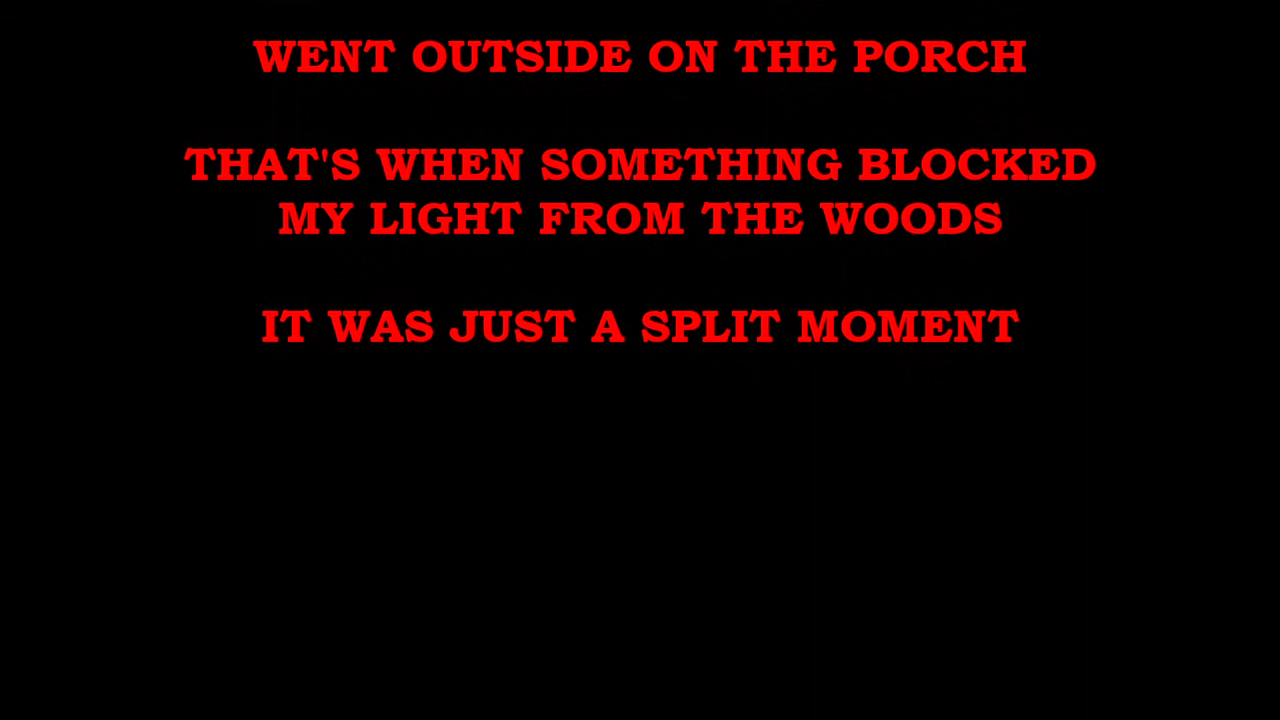 WENT OUTSIDE ON THE PORCH
THAT'S WHEN SOMETHING BLOCKED
MY LIGHT FROM THE WOODS
IT WAS JUST A SPLIT MOMENT